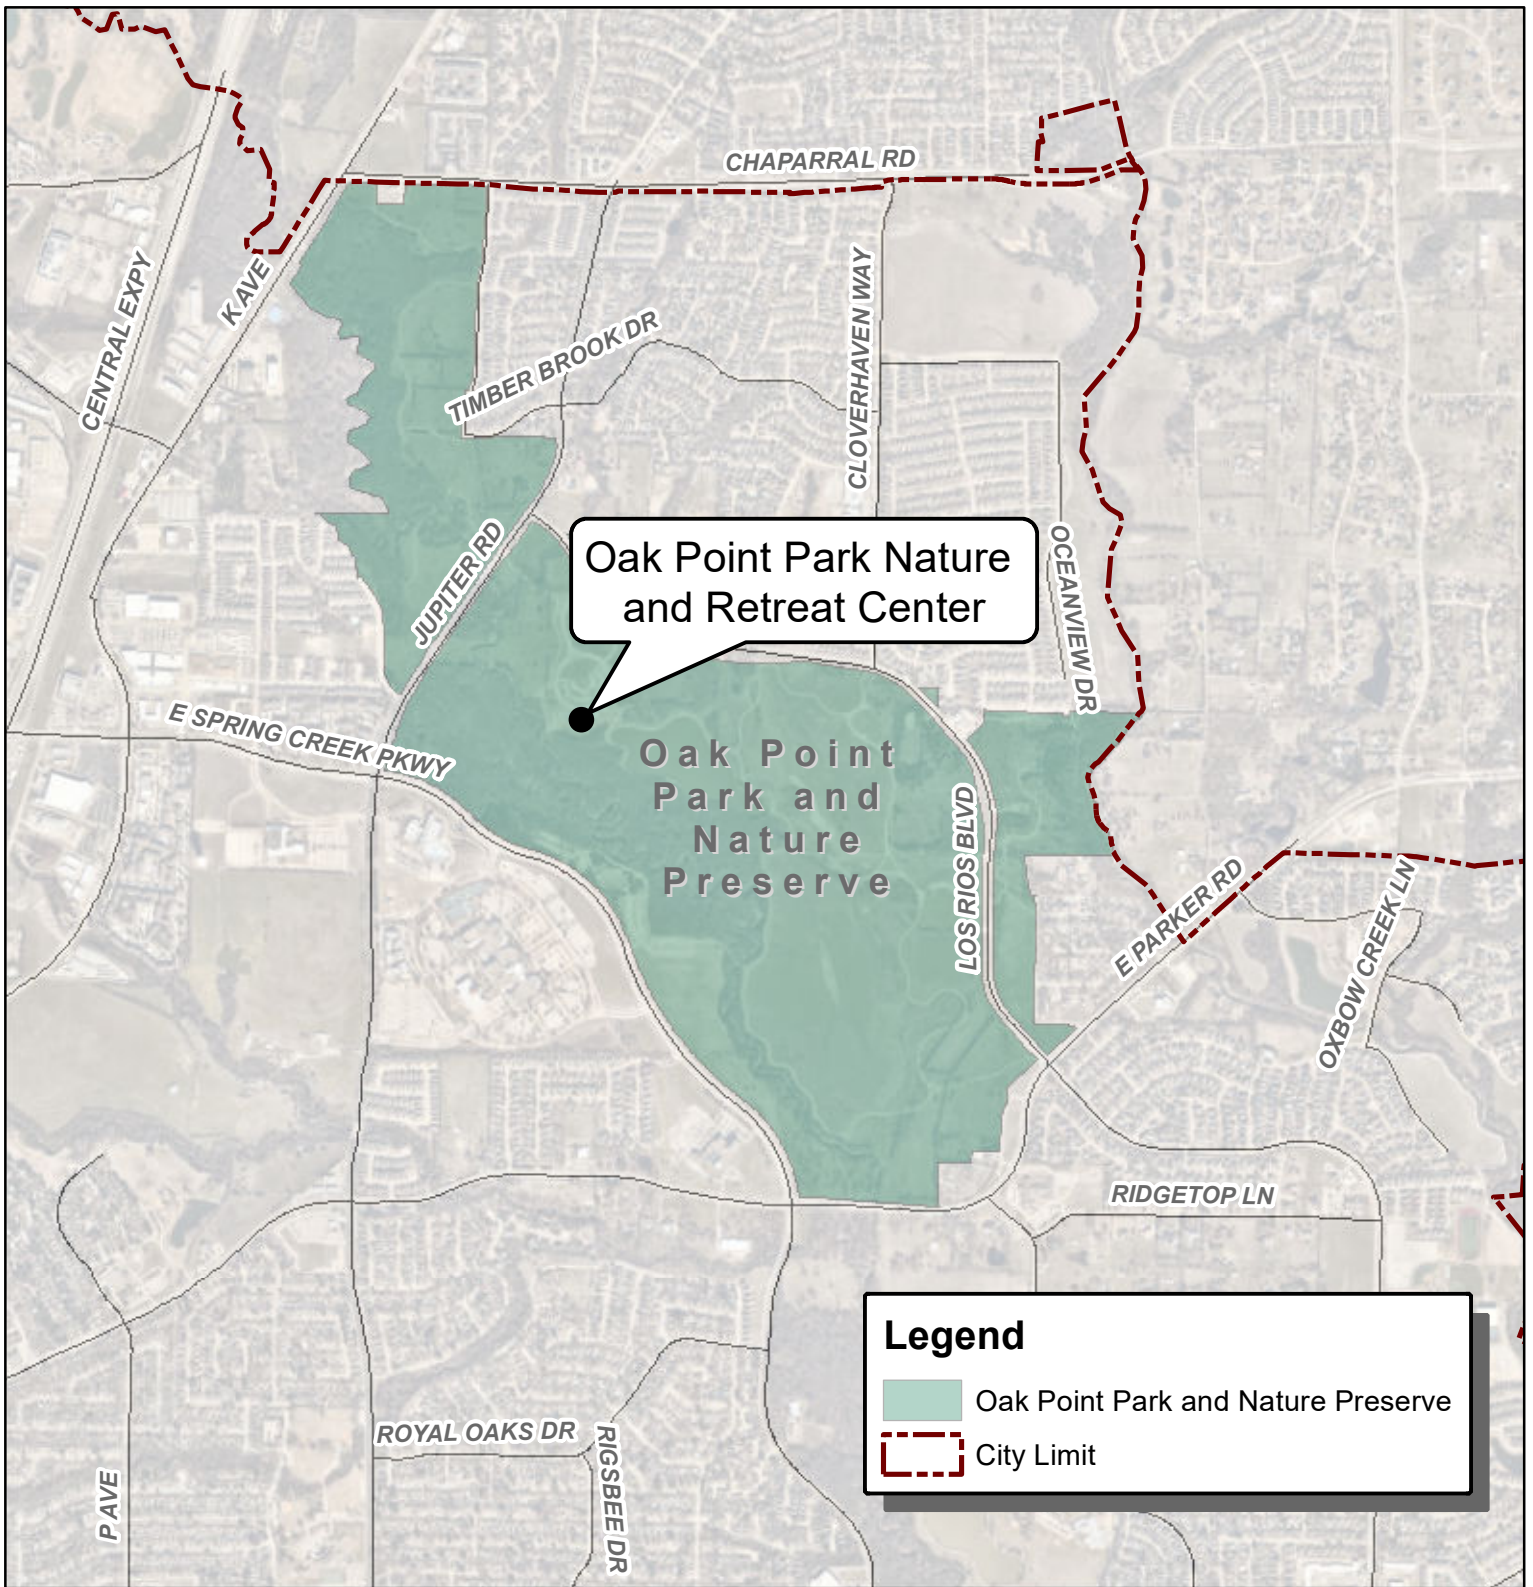 CHAPARRAL RD
CENTRAL EXPY
K AVE
CLOVERHAVEN WAY
TIMBER BROOK DR
JUPITER RD
Oak Point Park Nature
and Retreat Center
OCEANVIEW DR
E SPRING CREEK PKWY
Oak Point
Park and
Nature
Preserve
LOS RIOS BLVD
E PARKER RD
OXBOW CREEK LN
RIDGETOP LN
Legend
Oak Point Park and Nature Preserve
City Limit
ROYAL OAKS DR
RIGSBEE DR
P AVE